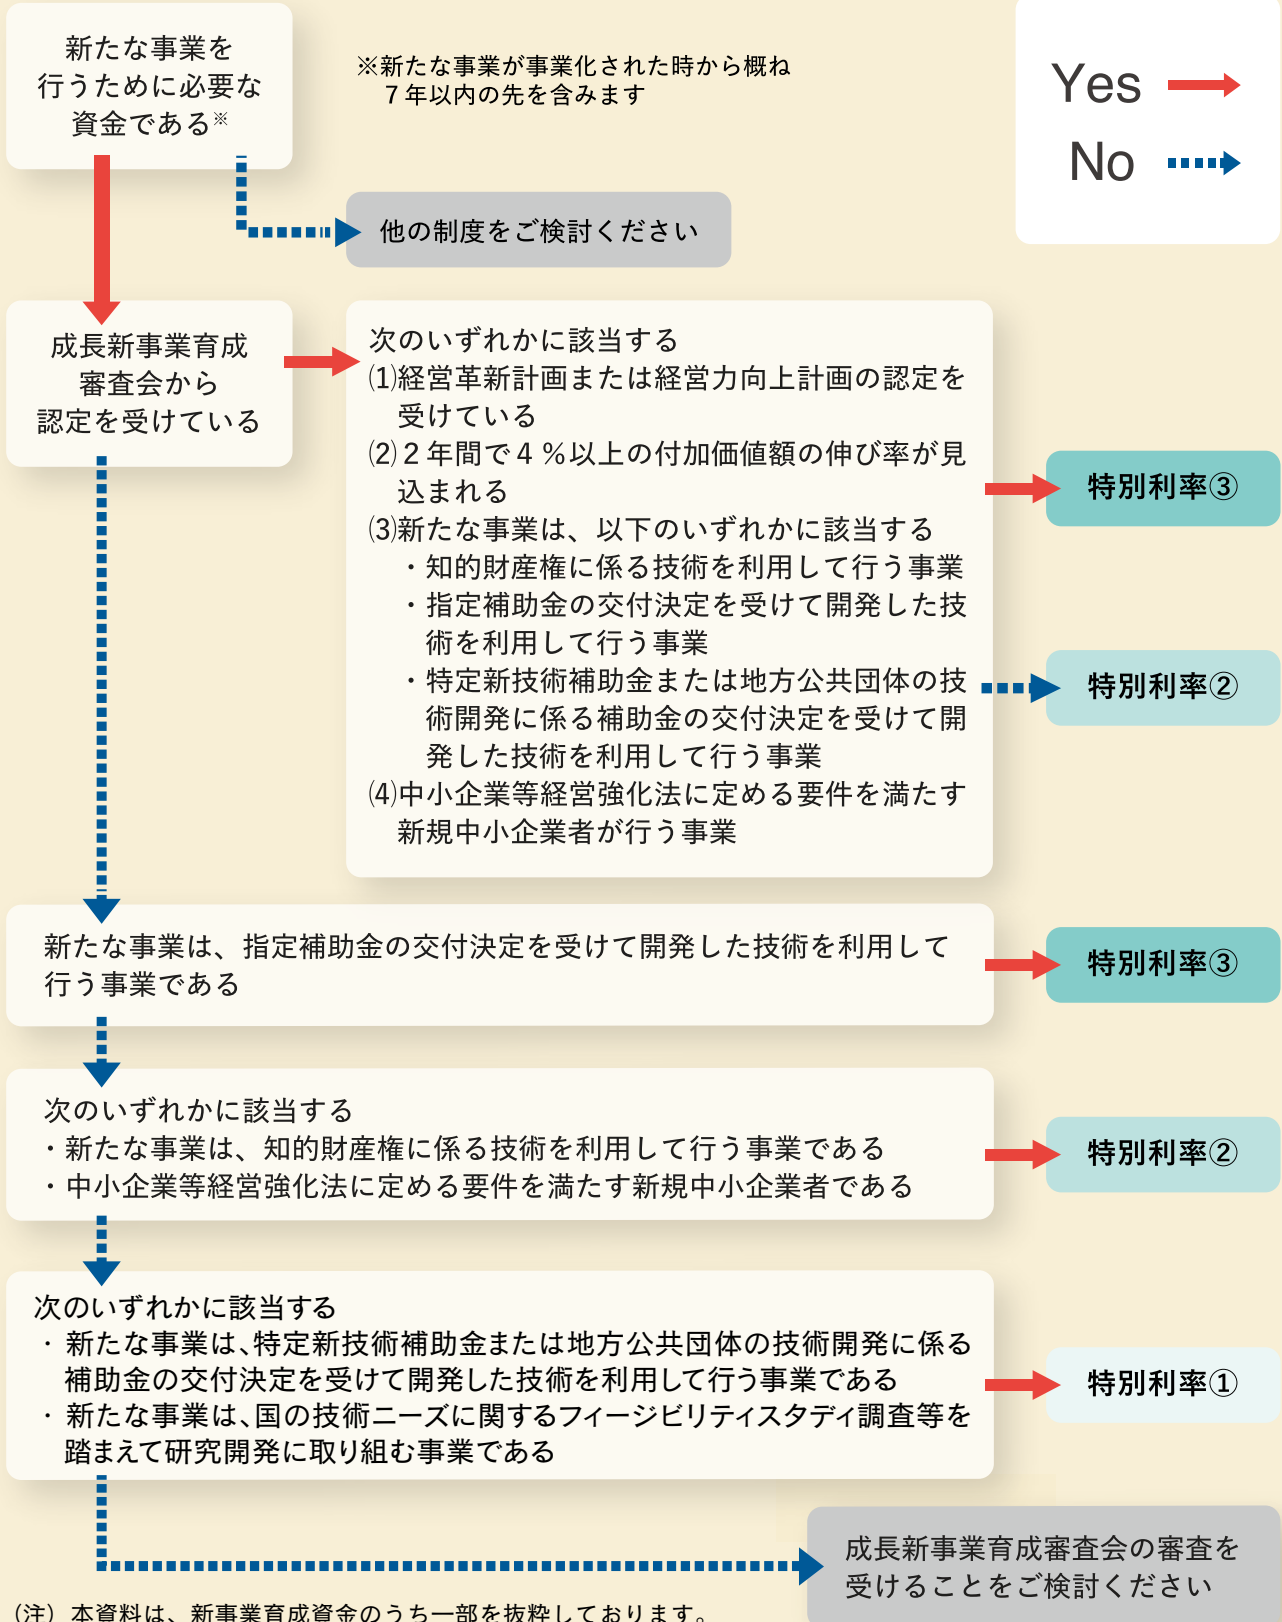 新たな事業を
行うために必要な
資金である※
※新たな事業が事業化された時から概ね
７年以内の先を含みます
Yes
No
他の制度をご検討ください
成長新事業育成
審査会から
認定を受けている
次のいずれかに該当する
⑴経営革新計画または経営力向上計画の認定を
受けている
⑵２年間で４％以上の付加価値額の伸び率が見
込まれる
⑶新たな事業は、以下のいずれかに該当する
・知的財産権に係る技術を利用して行う事業
・指定補助金の交付決定を受けて開発した技
術を利用して行う事業
・特定新技術補助金または地方公共団体の技
術開発に係る補助金の交付決定を受けて開
発した技術を利用して行う事業
⑷中小企業等経営強化法に定める要件を満たす
新規中小企業者が行う事業
特別利率③
特別利率②
新たな事業は、指定補助金の交付決定を受けて開発した技術を利用して
行う事業である
特別利率③
次のいずれかに該当する
・新たな事業は、知的財産権に係る技術を利用して行う事業である
・中小企業等経営強化法に定める要件を満たす新規中小企業者である
特別利率②
次のいずれかに該当する
・新たな事業は、特定新技術補助金または地方公共団体の技術開発に係る
補助金の交付決定を受けて開発した技術を利用して行う事業である
・新たな事業は、国の技術ニーズに関するフィージビリティスタディ調査等を
踏まえて研究開発に取り組む事業である
特別利率①
成長新事業育成審査会の審査を
受けることをご検討ください
（注）本資料は、新事業育成資金のうち一部を抜粋しております。